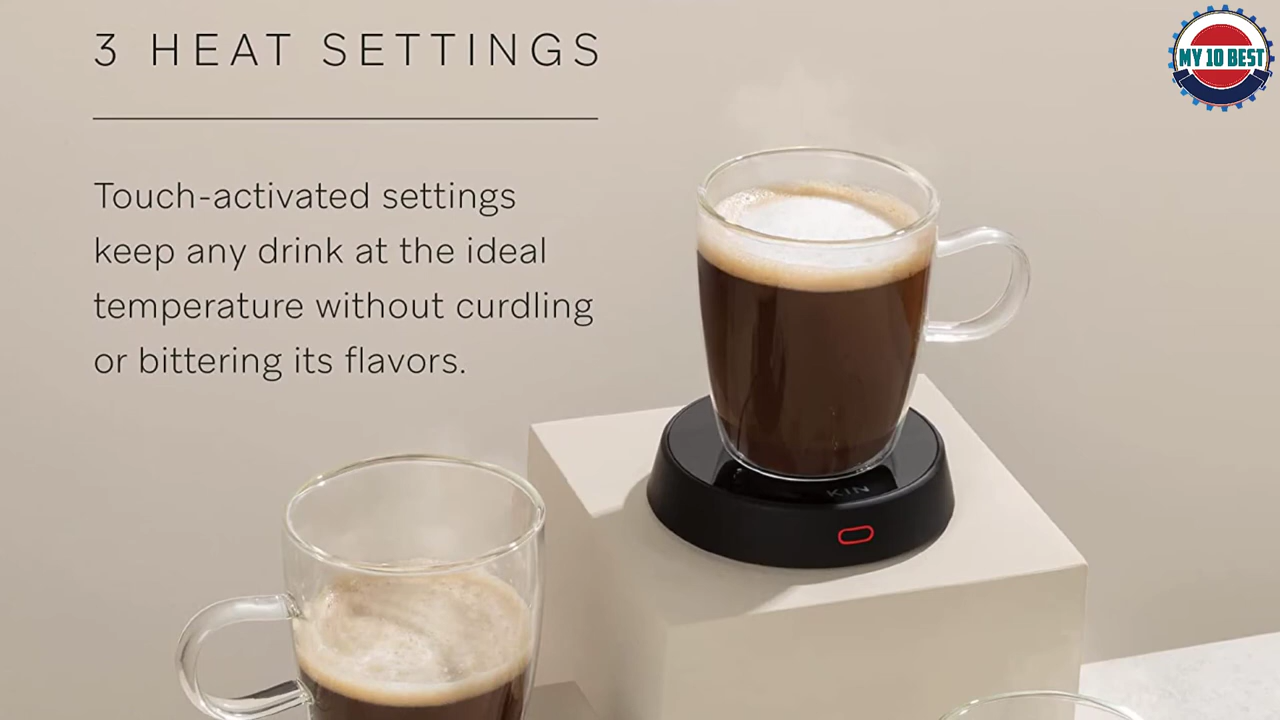 3 HEAT SETTINGS
MY 10 BEST
Touch-activated settings
keep any drink at the ideal
temperature without curdling
or bittering its flavors.
KIN